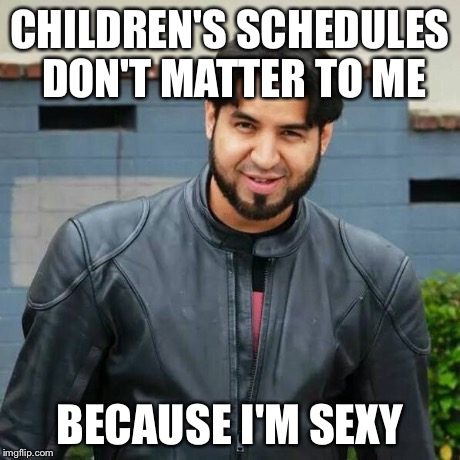 CHILDREN'S SCHEDULES
DON'T MATTER TO ME
BECAUSE I'M SEXY
imgflip.com